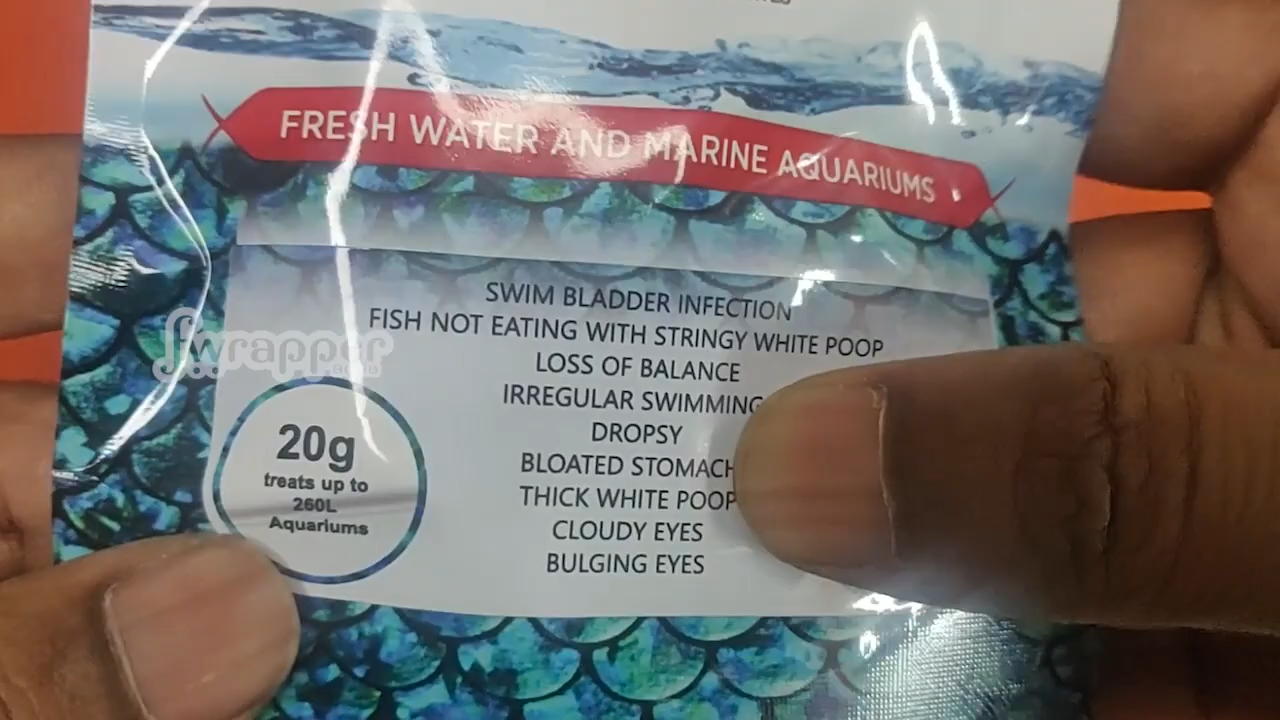 FRESH WATER AND MARINE AQUARIUMS
SWIM BLADDER INFECTION
FISH NOT EATING WITH STRINGY WHITE POOP
LOSS OF BALANCE
IRREGULAR SWIMMING
DROPSY
BLOATED STOMACH
THICK WHITE POOP
CLOUDY EYES
BULGING EYES
20g
treats up to
260L
Aquariums
wrapper